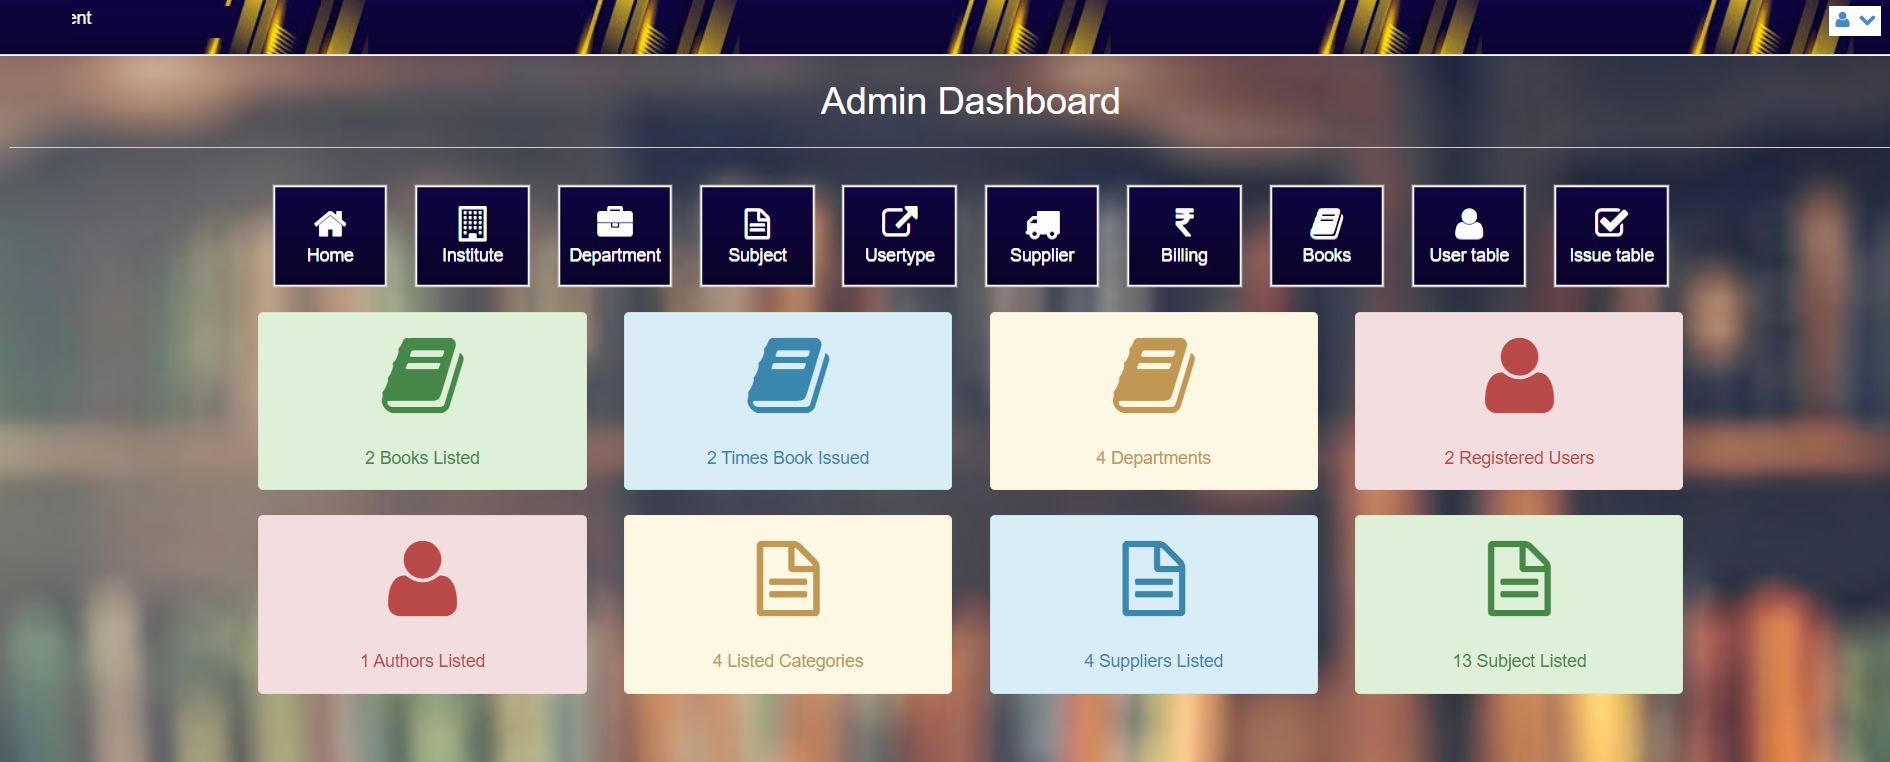 ent
Admin Dashboard
Home
Institute
Department
Subject
Usertype
Supplier
Billing
Books
User table
Issue table
2 Books Listed
2 Times Book Issued
4 Departments
2 Registered Users
1 Authors Listed
4 Listed Categories
4 Suppliers Listed
13 Subject Listed